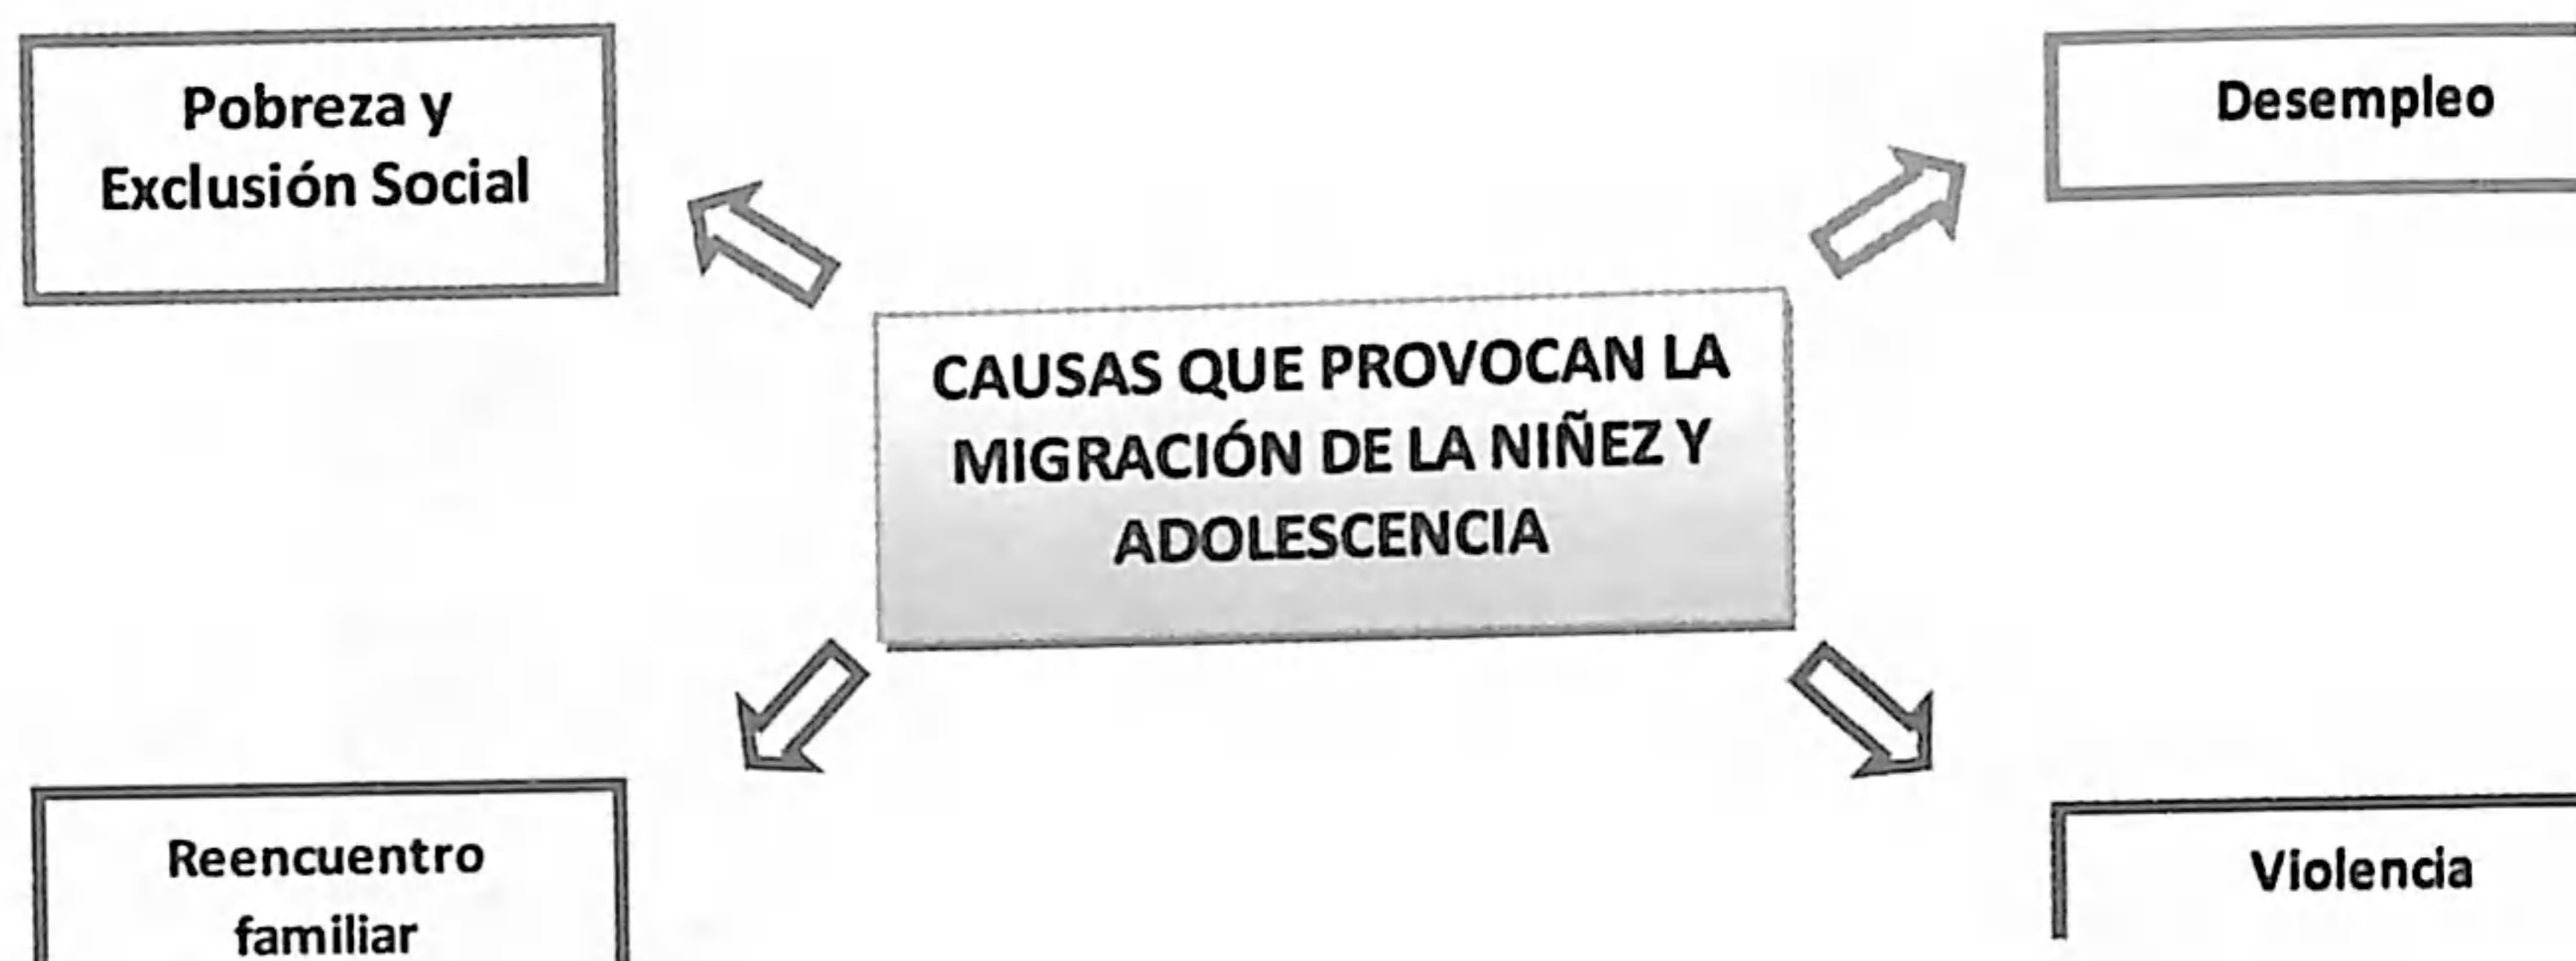 Pobreza y
Exclusión Social
Desempleo
CAUSAS QUE PROVOCAN LA
MIGRACIÓN DE LA NIÑEZ Y
ADOLESCENCIA
Reencuentro
familiar
Violencia